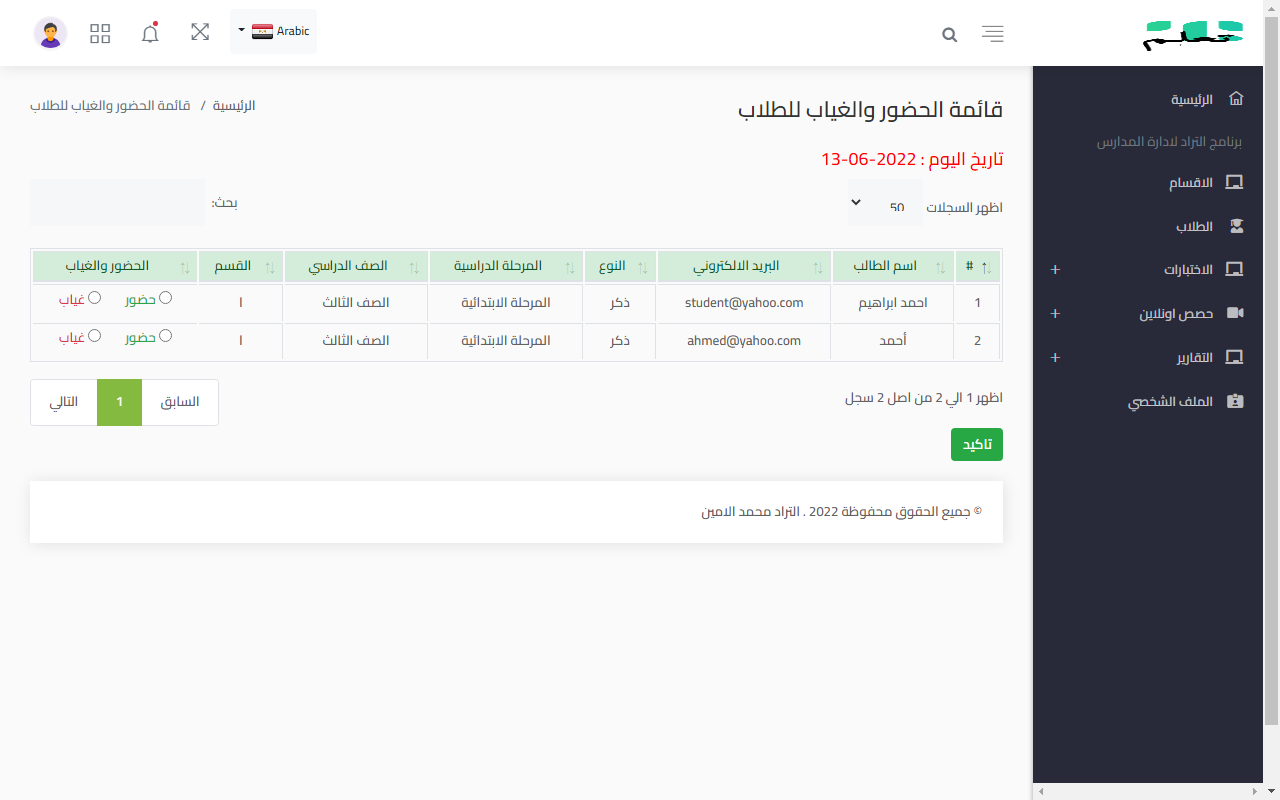 معلم
Arabic
الرئيسية
برنامج التراد لادارة المدارس
الاقسام
الطلاب
الاختبارات +
حصص اونلاين +
التقارير +
الملف الشخصي
قائمة الحضور والغياب للطلاب
الرئيسية / قائمة الحضور والغياب للطلاب
تاريخ اليوم : 2022-06-13
اظهر السجلات 50
بحث:
# اسم الطالب البريد الالكتروني النوع المرحلة الدراسية الصف الدراسي القسم الحضور والغياب
1 احمد ابراهيم student@yahoo.com ذكر المرحلة الابتدائية الصف الثالث ا حضور غياب
2 أحمد ahmed@yahoo.com ذكر المرحلة الابتدائية الصف الثالث ا حضور غياب
اظهر 1 الي 2 من اصل 2 سجل
السابق 1 التالي
تاكيد
© جميع الحقوق محفوظة 2022 . التراد محمد الامين